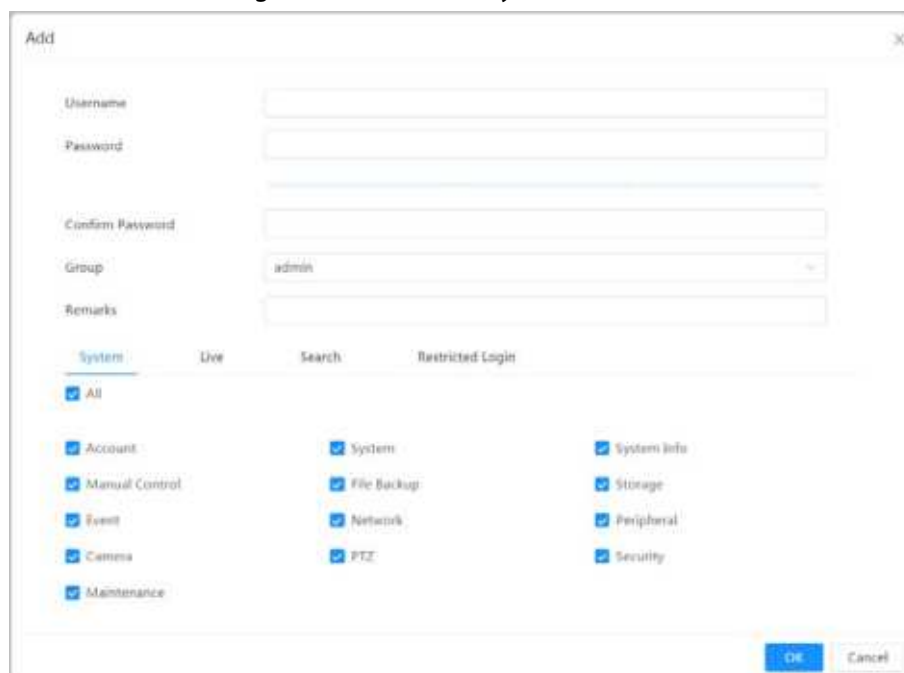 Add
Username
Password
Confirm Password
Group admin
Remarks
System Live Search Restricted Login
All
Account System System Info
Manual Control File Backup Storage
Event Network Peripheral
Camera PTZ Security
Maintenance
OK Cancel